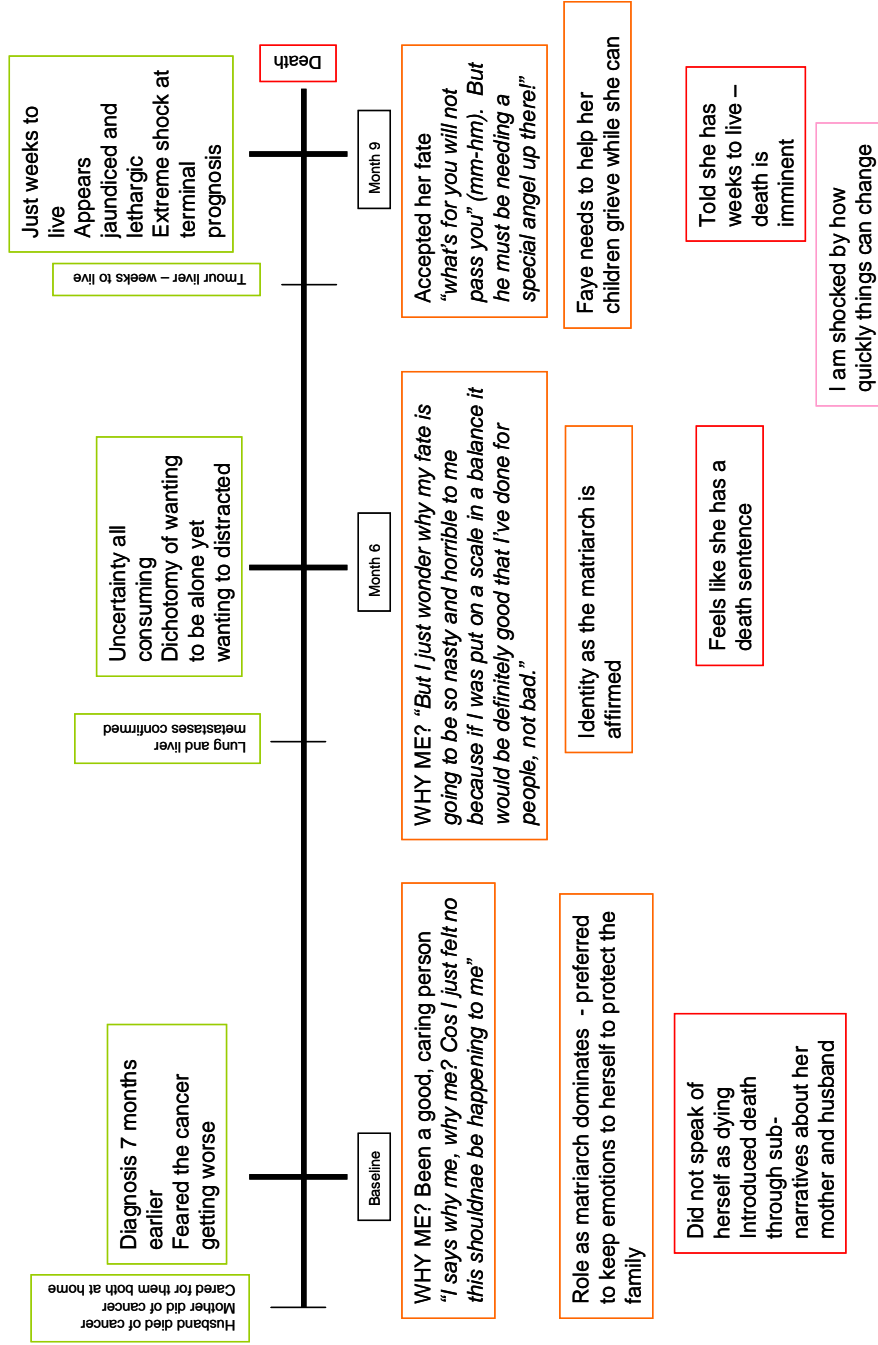 Husband died of cancer
Mother did of cancer
Cared for them both at home
Diagnosis 7 months
earlier
Feared the cancer
getting worse
Lung and liver
metastases confirmed
Uncertainty all
consuming
Dichotomy of wanting
to be alone yet
wanting to distracted
Tmour liver – weeks to live
Just weeks to
live
Appears
jaundiced and
lethargic
Extreme shock at
terminal
prognosis
Death
Baseline
Month 6
Month 9
WHY ME? Been a good, caring person
“I says why me, why me? Cos I just felt no
this shouldnae be happening to me”
WHY ME? “But I just wonder why my fate is
going to be so nasty and horrible to me
because if I was put on a scale in a balance it
would be definitely good that I’ve done for
people, not bad.”
Accepted her fate
“what’s for you will not
pass you” (mm-hm). But
he must be needing a
special angel up there!”
Role as matriarch dominates - preferred
to keep emotions to herself to protect the
family
Identity as the matriarch is
affirmed
Faye needs to help her
children grieve while she can
Did not speak of
herself as dying
Introduced death
through sub-
narratives about her
mother and husband
Feels like she has a
death sentence
Told she has
weeks to live –
death is
imminent
I am shocked by how
quickly things can change